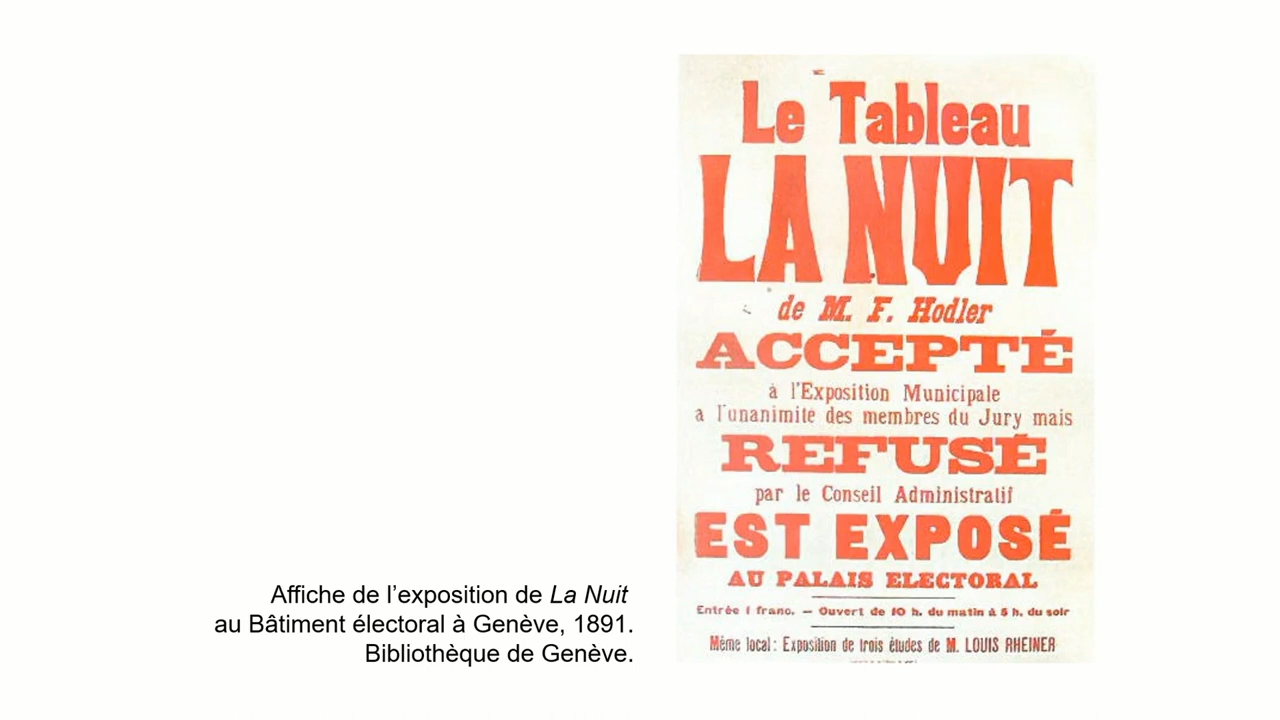 Le Tableau
LA NUIT
de M. F. Hodler
ACCEPTÉ
à l'Exposition Municipale
a l'unanimité des membres du Jury mais
REFUSÉ
par le Conseil Administratif
EST EXPOSÉ
AU PALAIS ELECTORAL
Entrée 1 franc. — Ouvert de 10 h. du matin à 5 h. du soir
Même local : Exposition de trois études de M. LOUIS RHEINER
Affiche de l'exposition de La Nuit
au Bâtiment électoral à Genève, 1891.
Bibliothèque de Genève.